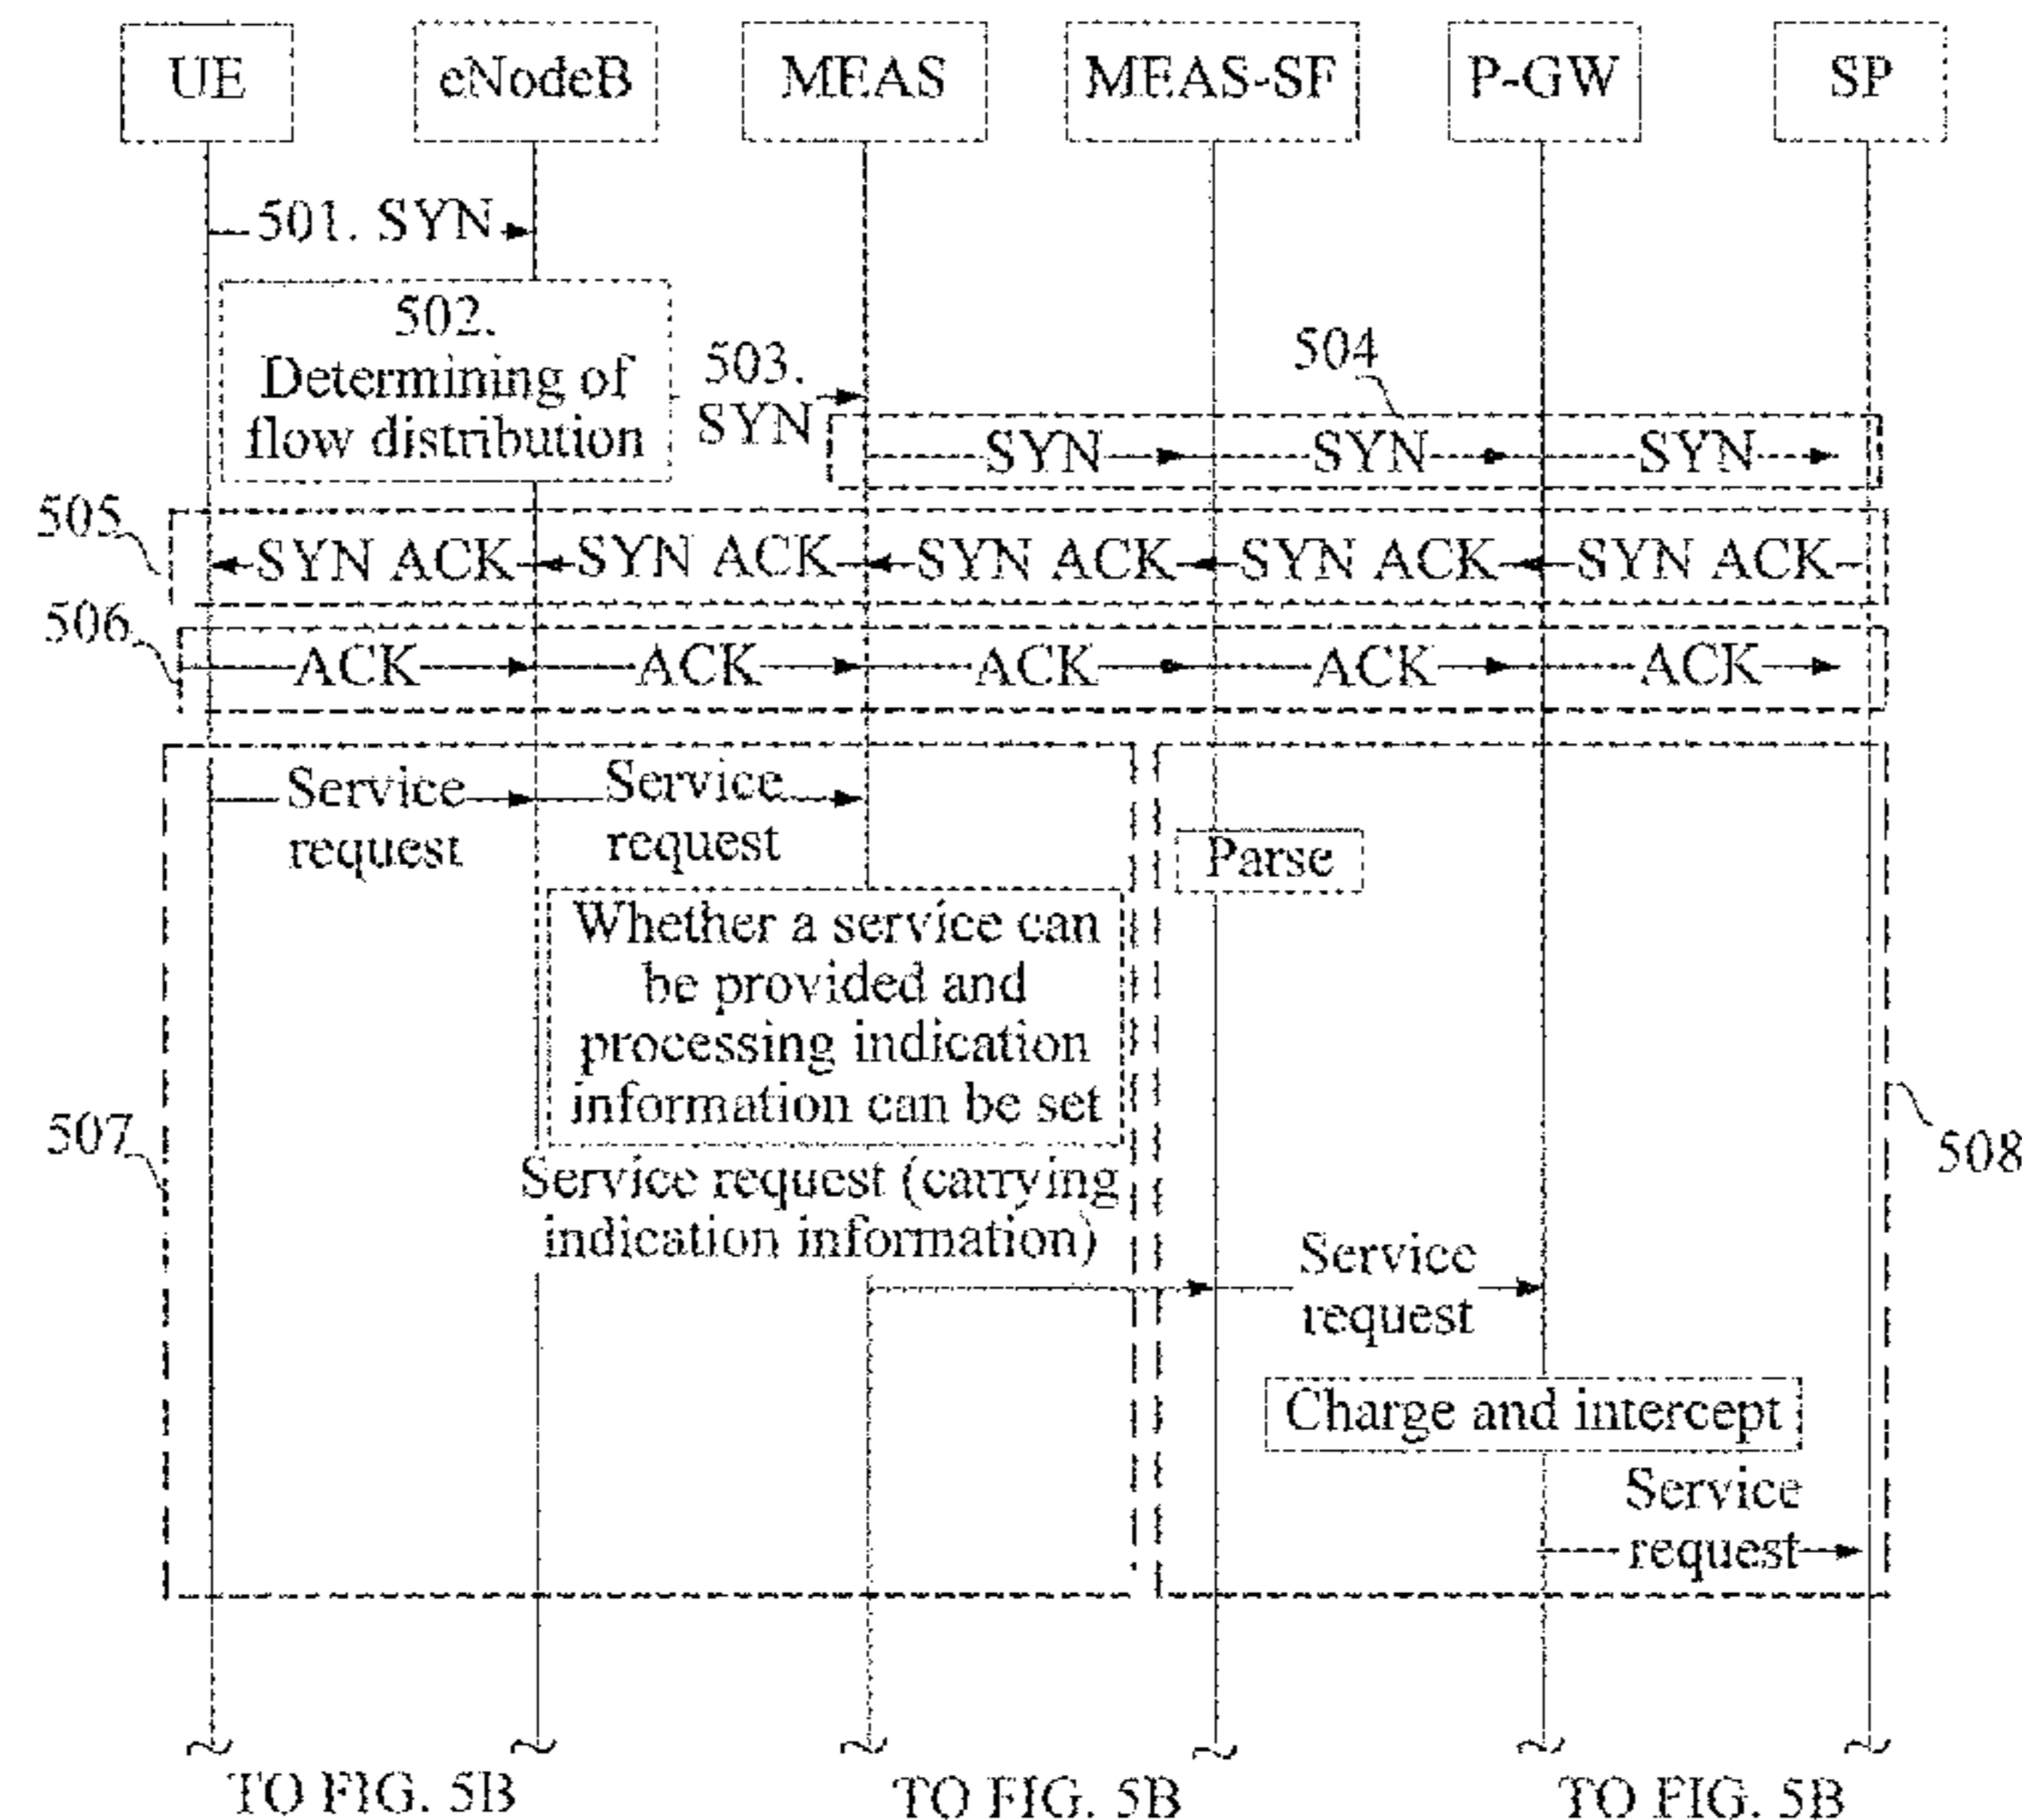 UE
eNodeB
MEAS
MEAS-SF
P-GW
SP
501. SYN
502.
Determining of
flow distribution
503.
SYN
504
SYN
SYN
SYN
505
SYN ACK
SYN ACK
SYN ACK
SYN ACK
SYN ACK
506
ACK
ACK
ACK
ACK
ACK
Service
request
Service
request
Parse
Whether a service can
be provided and
processing indication
information can be set
507
508
Service request (carrying
indication information)
Service
request
Charge and intercept
Service
request
TO FIG. 5B
TO FIG. 5B
TO FIG. 5B